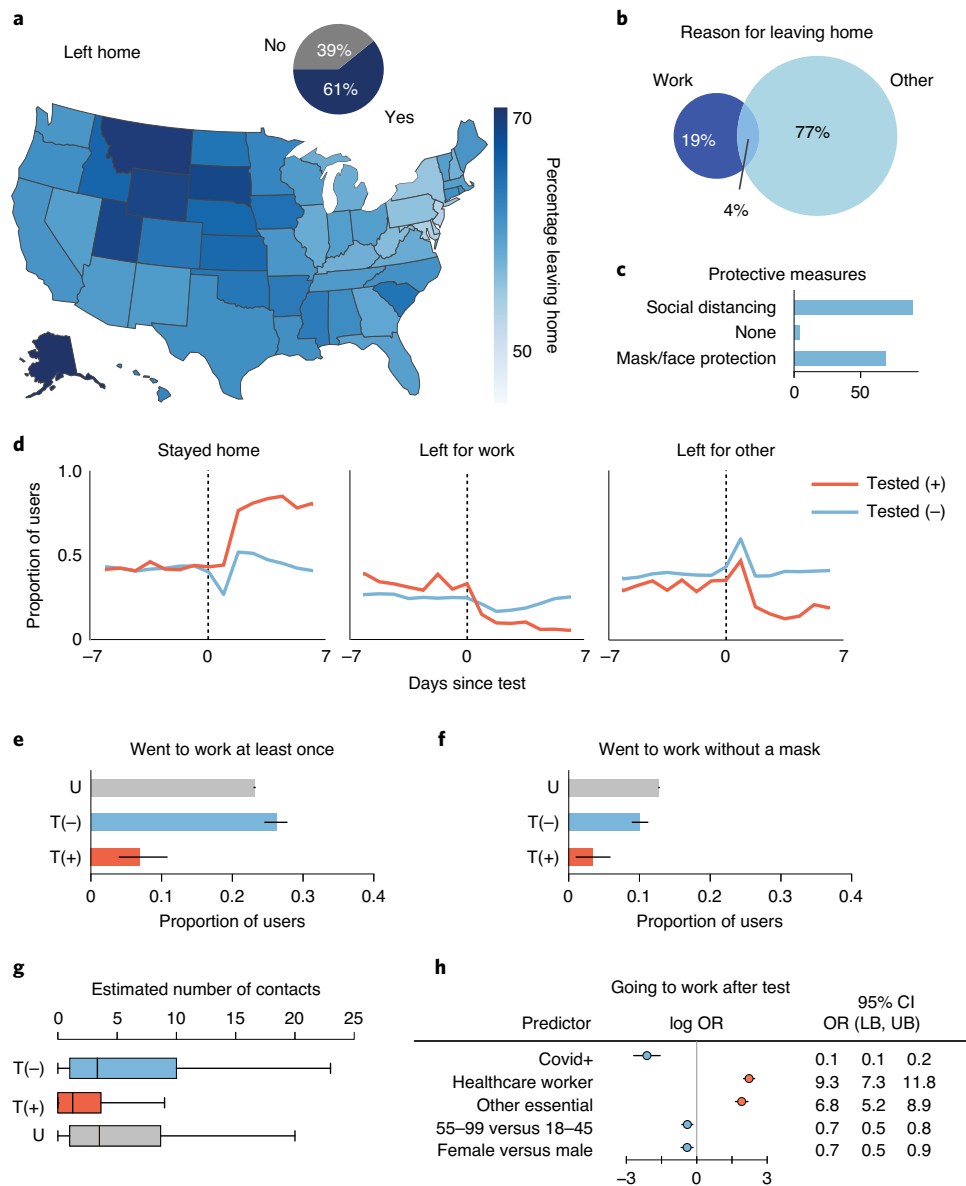 a
Left home
No
39%
61%
Yes
70
50
Percentage leaving home
b
Reason for leaving home
Work
Other
19%
77%
4%
c
Protective measures
Social distancing
None
Mask/face protection
0 50
d
Stayed home
Left for work
Left for other
Proportion of users
1.0
0.5
0
–7 0 7
–7 0 7
–7 0 7
Days since test
Tested (+)
Tested (–)
e
Went to work at least once
U
T(–)
T(+)
0 0.1 0.2 0.3 0.4
Proportion of users
f
Went to work without a mask
U
T(–)
T(+)
0 0.1 0.2 0.3 0.4
Proportion of users
g
Estimated number of contacts
0 5 10 15 20 25
T(–)
T(+)
U
h
Going to work after test
95% CI
Predictor log OR OR (LB, UB)
Covid+ 0.1 0.1 0.2
Healthcare worker 9.3 7.3 11.8
Other essential 6.8 5.2 8.9
55–99 versus 18–45 0.7 0.5 0.8
Female versus male 0.7 0.5 0.9
–3 0 3